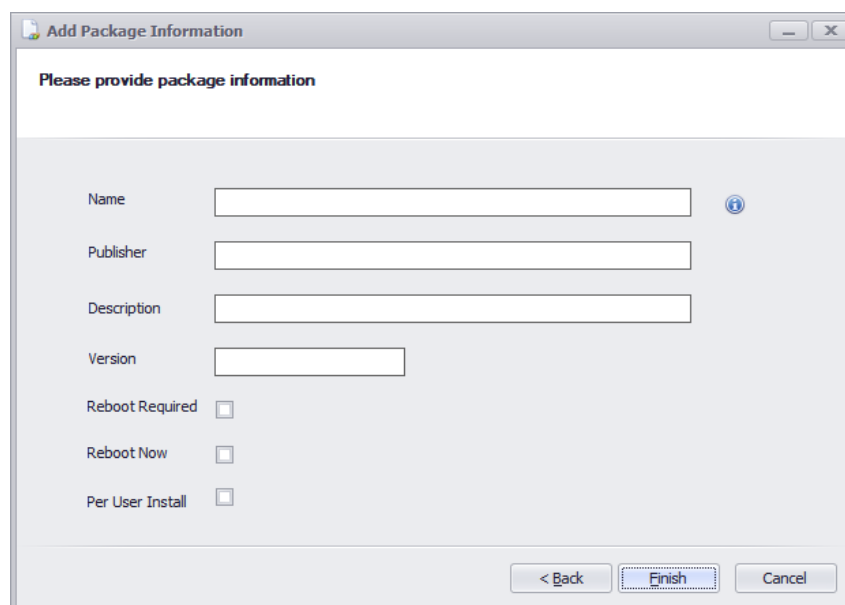 Add Package Information
Please provide package information
Name
Publisher
Description
Version
Reboot Required
Reboot Now
Per User Install
< Back
Finish
Cancel